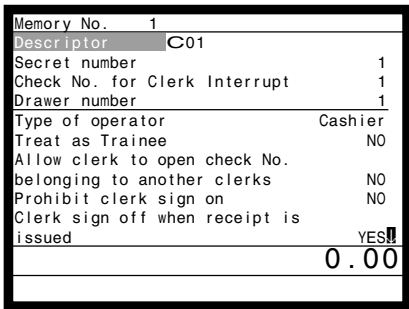 Memory No. 1
Descriptor C01
Secret number 1
Check No. for Clerk Interrupt 1
Drawer number 1
Type of operator Cashier
Treat as Trainee NO
Allow clerk to open check No.
belonging to another clerks NO
Prohibit clerk sign on NO
Clerk sign off when receipt is
issued YES↓
0.00